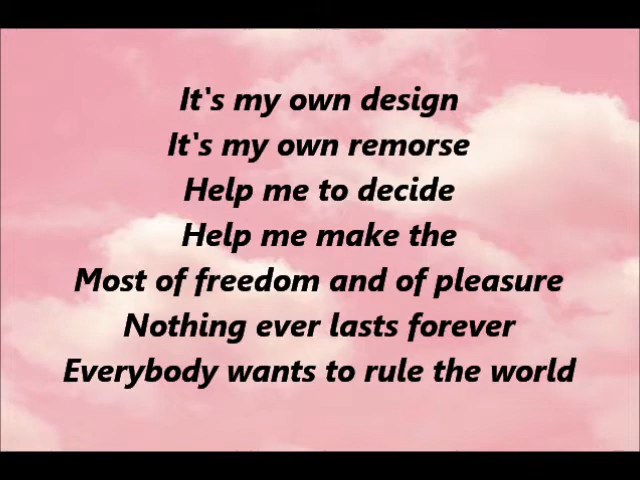 It's my own design
It's my own remorse
Help me to decide
Help me make the
Most of freedom and of pleasure
Nothing ever lasts forever
Everybody wants to rule the world